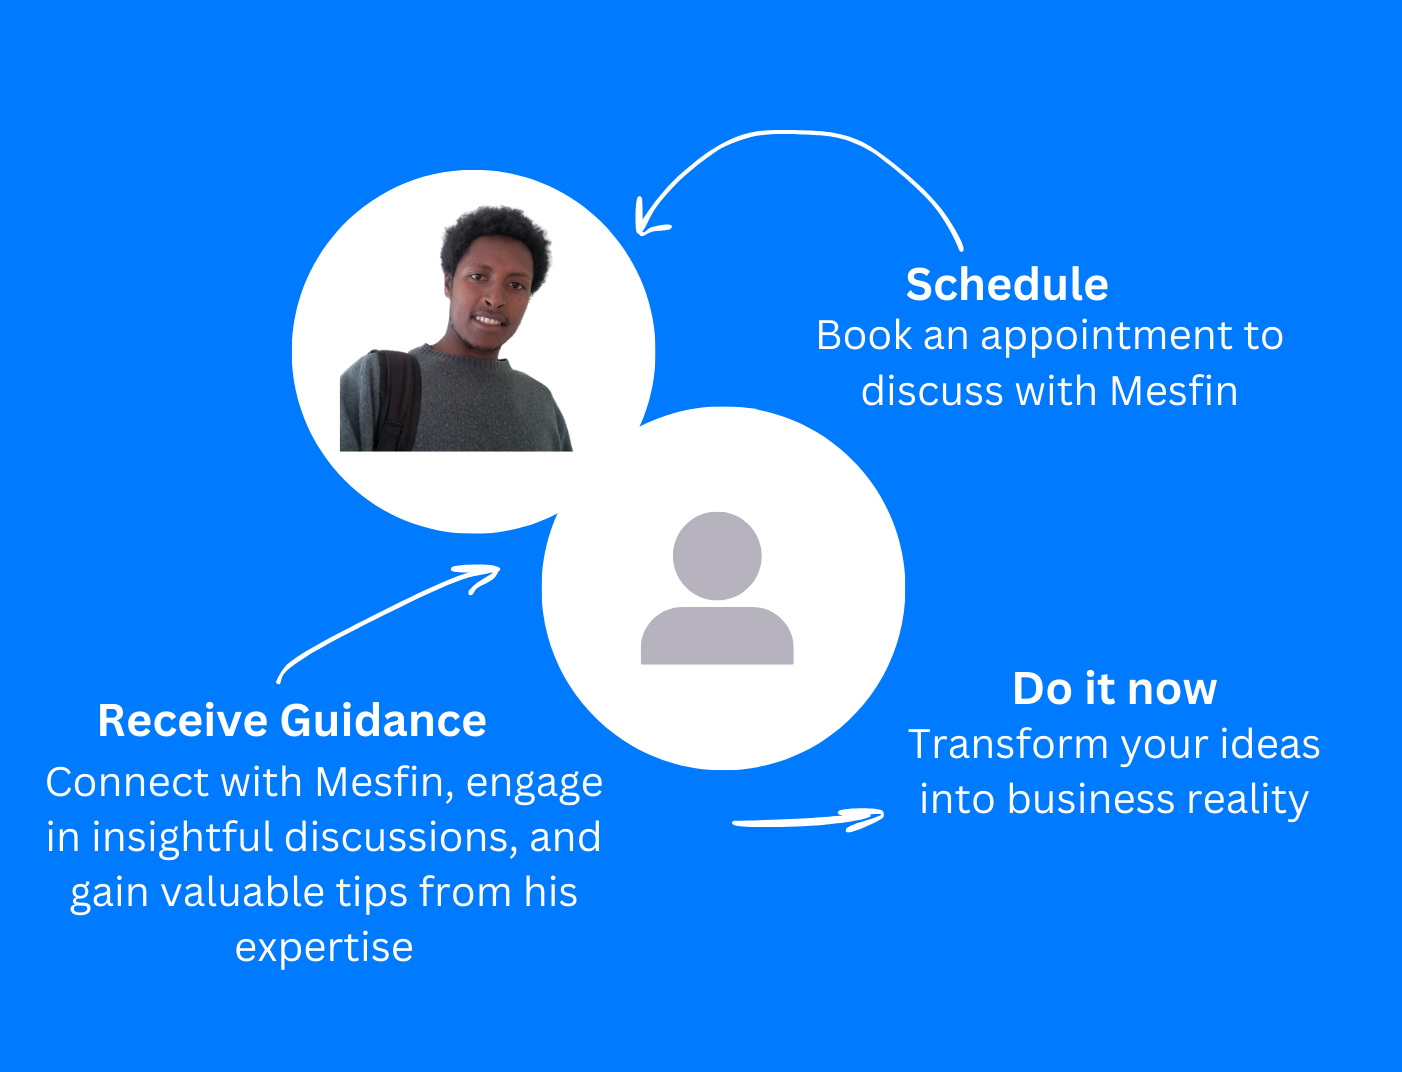 Schedule
Book an appointment to
discuss with Mesfin
Receive Guidance
Connect with Mesfin, engage
in insightful discussions, and
gain valuable tips from his
expertise
Do it now
Transform your ideas
into business reality